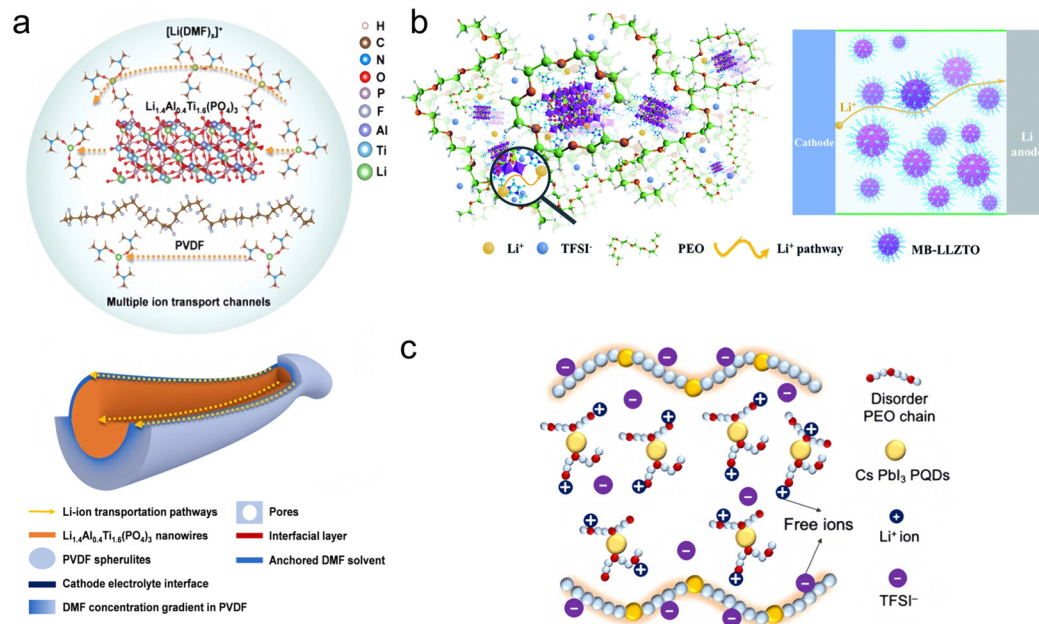 a
[Li(DMF)ₓ]⁺
Li₁.₄Al₀.₄Ti₁.₆(PO₄)₃
PVDF
Multiple ion transport channels
H
C
N
O
P
F
Al
Ti
Li
Li-ion transportation pathways
Li₁.₄Al₀.₄Ti₁.₆(PO₄)₃ nanowires
PVDF spherulites
Cathode electrolyte interface
DMF concentration gradient in PVDF
Pores
Interfacial layer
Anchored DMF solvent
b
Li⁺
Cathode
Li
anode
Li⁺
TFSI⁻
PEO
Li⁺ pathway
MB-LLZTO
c
Disorder
PEO chain
Cs PbI₃ PQDs
Free ions
Li⁺ ion
TFSI⁻